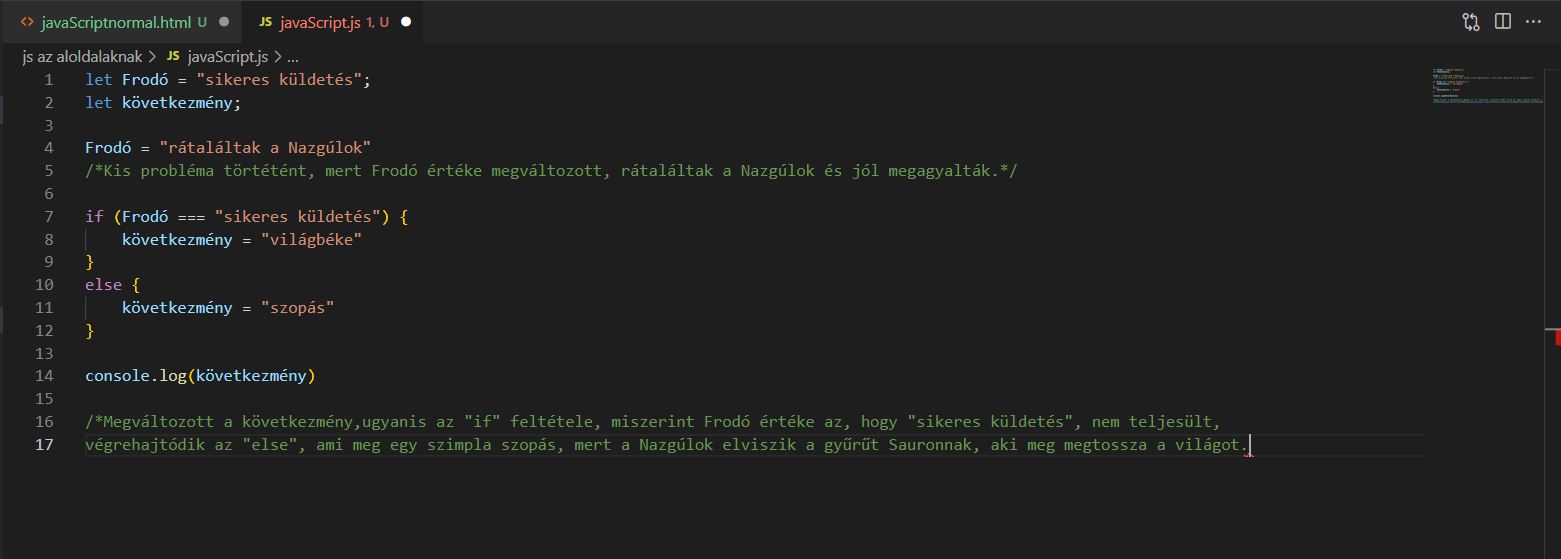 javaScriptnormal.html U JS javaScript.js 1, U
js az aloldalaknak > JS javaScript.js > ...
1 let Frodó = "sikeres küldetés";
2 let következmény;
3
4 Frodó = "rátaláltak a Nazgúlok"
5 /*Kis probléma törtétént, mert Frodó értéke megváltozott, rátaláltak a Nazgúlok és jól megagyalták.*/
6
7 if (Frodó === "sikeres küldetés") {
8 következmény = "világbéke"
9 }
10 else {
11 következmény = "szopás"
12 }
13
14 console.log(következmény)
15
16 /*Megváltozott a következmény,ugyanis az "if" feltétele, miszerint Frodó értéke az, hogy "sikeres küldetés", nem teljesült,
17 végrehajtódik az "else", ami meg egy szimpla szopás, mert a Nazgúlok elviszik a gyűrűt Sauronnak, aki meg megtossza a világot.